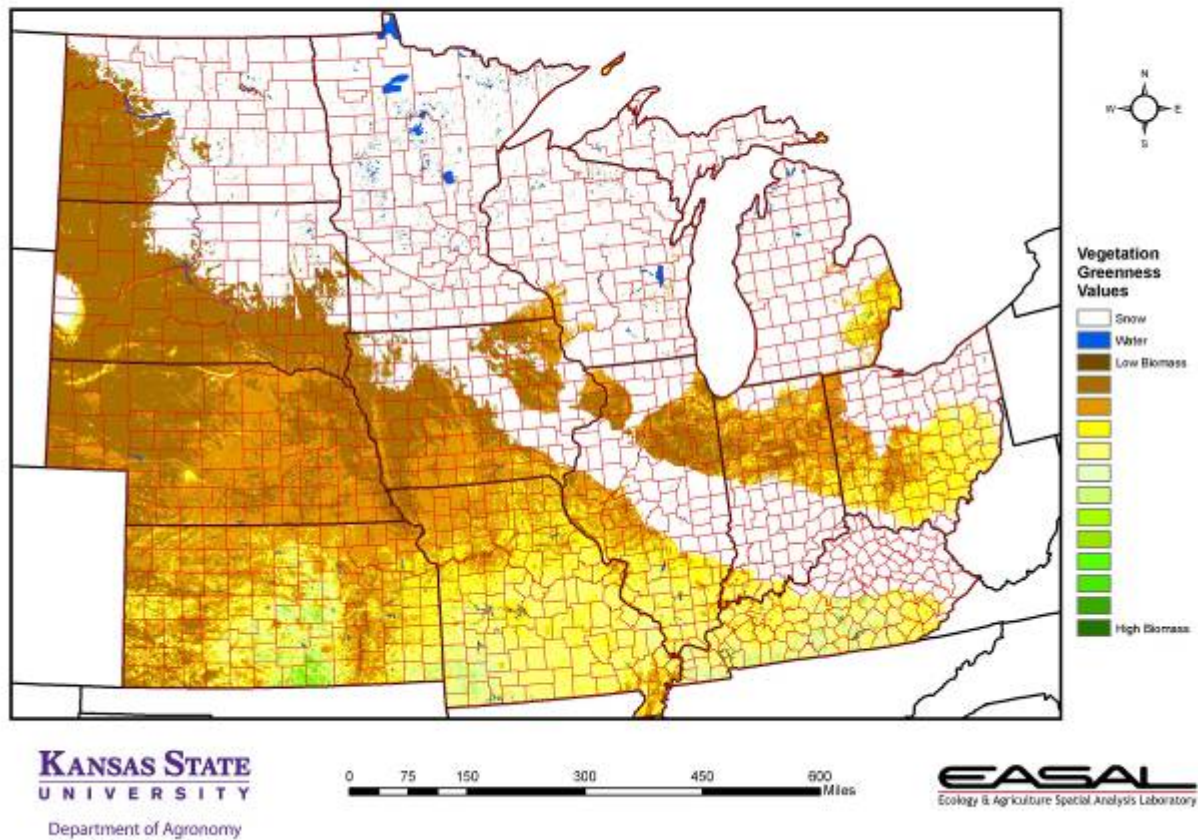 N
W E
S
Vegetation
Greenness
Values
Snow
Water
Low Biomass
High Biomass
KANSAS STATE
UNIVERSITY
Department of Agronomy
0 75 150 300 450 600
Miles
EASAL
Ecology & Agriculture Spatial Analysis Laboratory